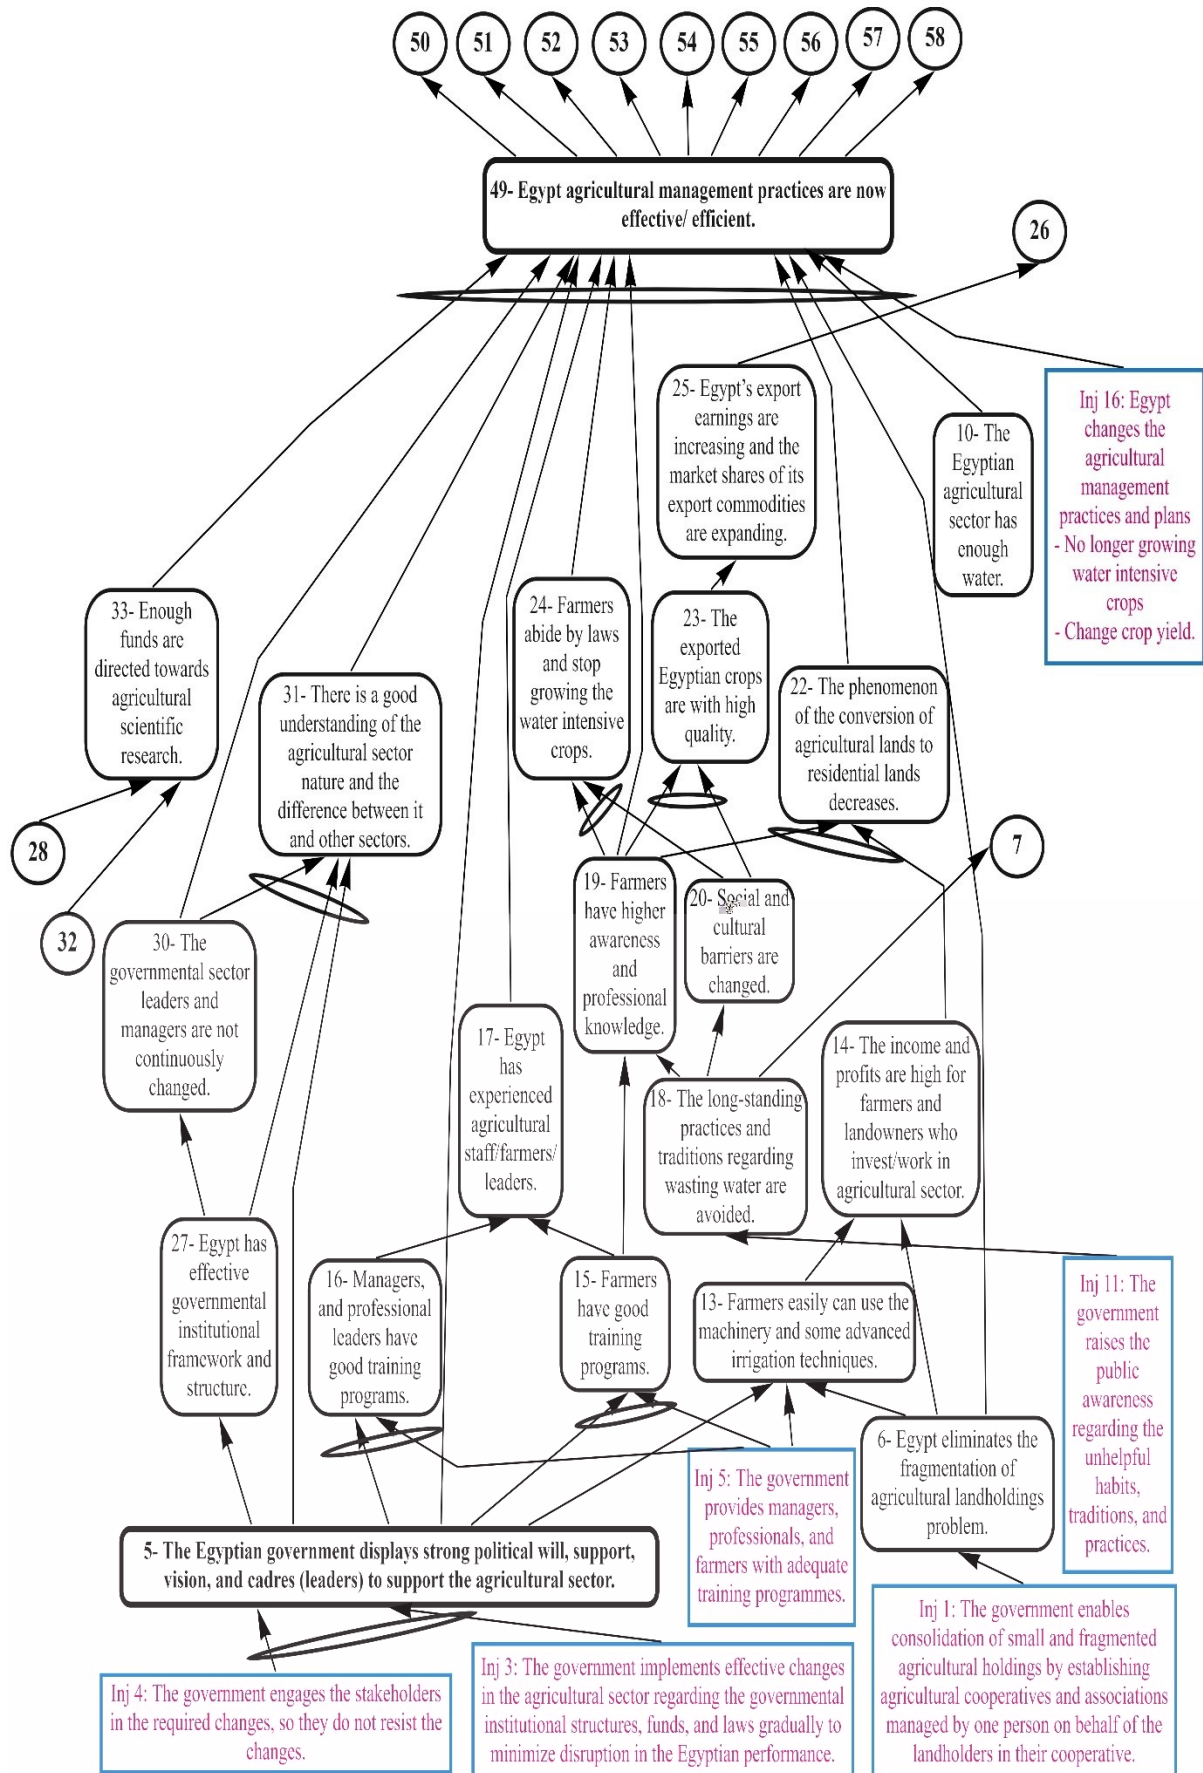 50
51
52
53
54
55
56
57
58
49- Egypt agricultural management practices are now
effective/ efficient.
26
25- Egypt's export
earnings are
increasing and the
market shares of its
export commodities
are expanding.
10- The
Egyptian
agricultural
sector has
enough
water.
Inj 16: Egypt
changes the
agricultural
management
practices and plans
- No longer growing
water intensive
crops
- Change crop yield.
33- Enough
funds are
directed towards
agricultural
scientific
research.
31- There is a good
understanding of the
agricultural sector
nature and the
difference between it
and other sectors.
24- Farmers
abide by laws
and stop
growing the
water intensive
crops.
23- The
exported
Egyptian crops
are with high
quality.
22- The phenomenon
of the conversion of
agricultural lands to
residential lands
decreases.
28
32
7
30- The
governmental sector
leaders and
managers are not
continuously
changed.
19- Farmers
have higher
awareness
and
professional
knowledge.
20- Social and
cultural
barriers are
changed.
17- Egypt
has
experienced
agricultural
staff/farmers/
leaders.
18- The long-standing
practices and
traditions regarding
wasting water are
avoided.
14- The income and
profits are high for
farmers and
landowners who
invest/work in
agricultural sector.
27- Egypt has
effective
governmental
institutional
framework and
structure.
16- Managers,
and professional
leaders have
good training
programs.
15- Farmers
have good
training
programs.
13- Farmers easily can use the
machinery and some advanced
irrigation techniques.
Inj 11: The
government
raises the
public
awareness
regarding the
unhelpful
habits,
traditions, and
practices.
6- Egypt eliminates the
fragmentation of
agricultural landholdings
problem.
Inj 5: The government
provides managers,
professionals, and
farmers with adequate
training programmes.
5- The Egyptian government displays strong political will, support,
vision, and cadres (leaders) to support the agricultural sector.
Inj 4: The government engages the stakeholders
in the required changes, so they do not resist the
changes.
Inj 3: The government implements effective changes
in the agricultural sector regarding the governmental
institutional structures, funds, and laws gradually to
minimize disruption in the Egyptian performance.
Inj 1: The government enables
consolidation of small and fragmented
agricultural holdings by establishing
agricultural cooperatives and associations
managed by one person on behalf of the
landholders in their cooperative.